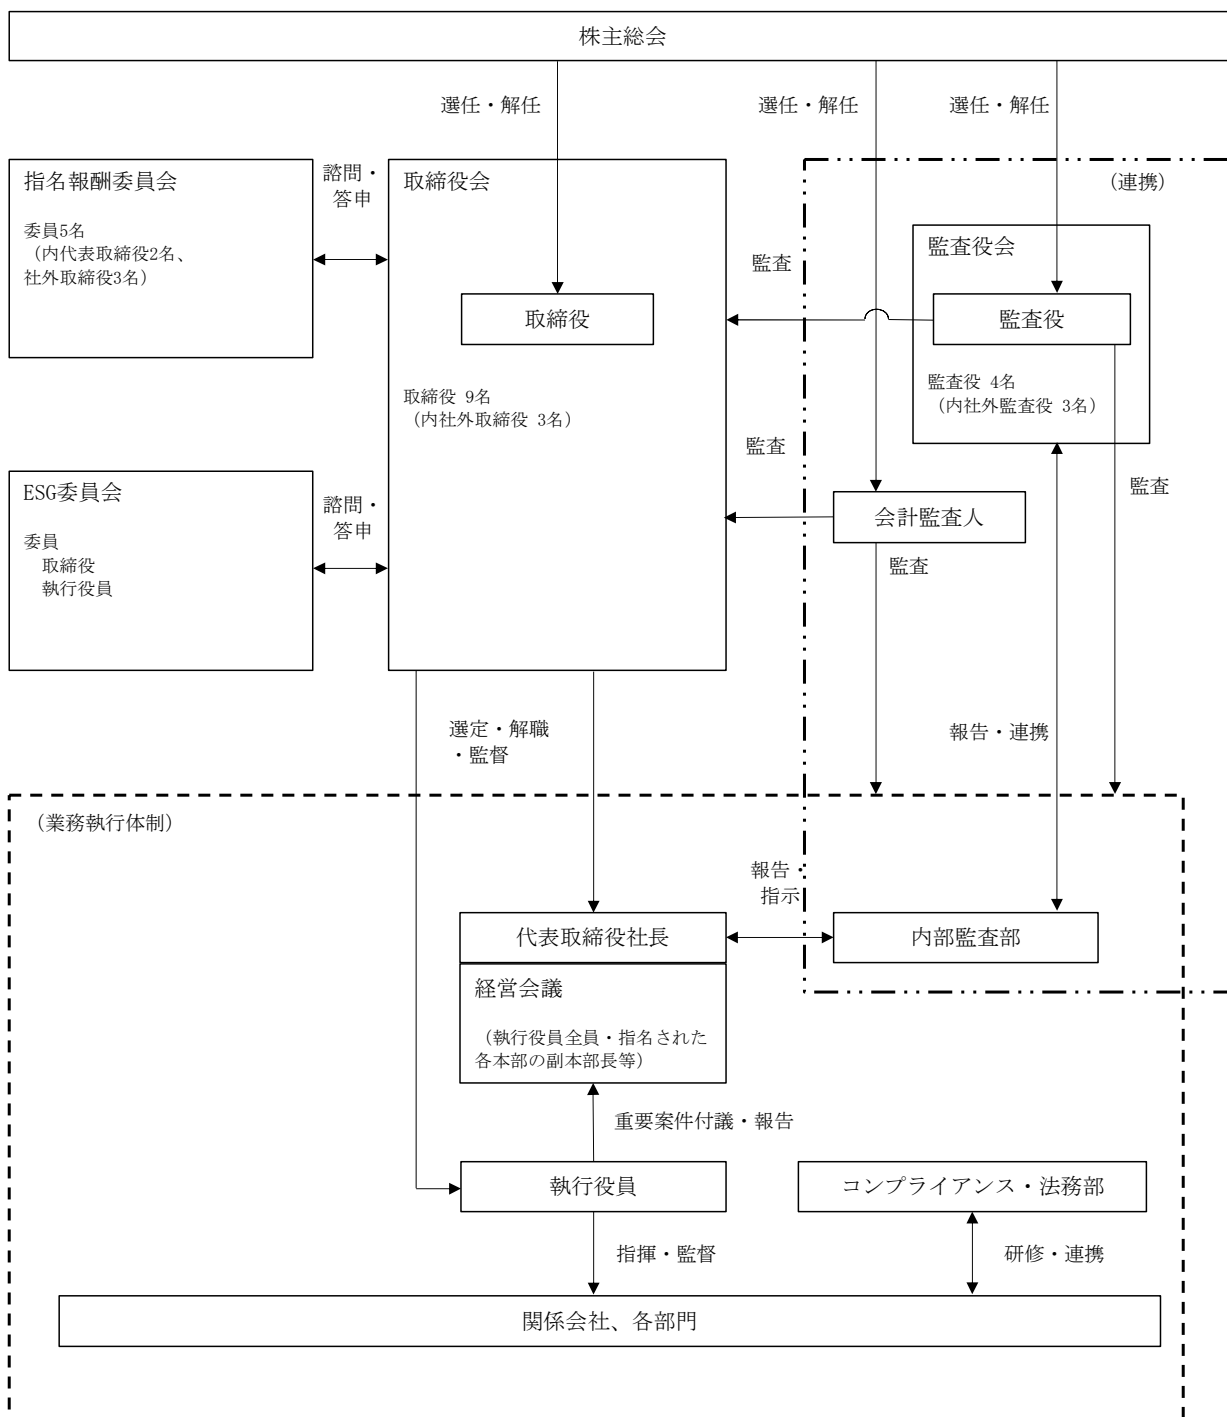 株主総会
選任・解任
選任・解任
選任・解任
指名報酬委員会
委員5名
（内代表取締役2名、
社外取締役3名）
諮問・
答申
取締役会
取締役
取締役 9名
（内社外取締役 3名）
(連携)
監査役会
監査役
監査役 4名
（内社外監査役 3名）
監査
監査
監査
会計監査人
監査
ESG委員会
委員
取締役
執行役員
諮問・
答申
選定・解職
・監督
報告・連携
（業務執行体制）
報告・
指示
代表取締役社長
内部監査部
経営会議
（執行役員全員・指名された
各本部の副本部長等）
重要案件付議・報告
執行役員
コンプライアンス・法務部
指揮・監督
研修・連携
関係会社、各部門